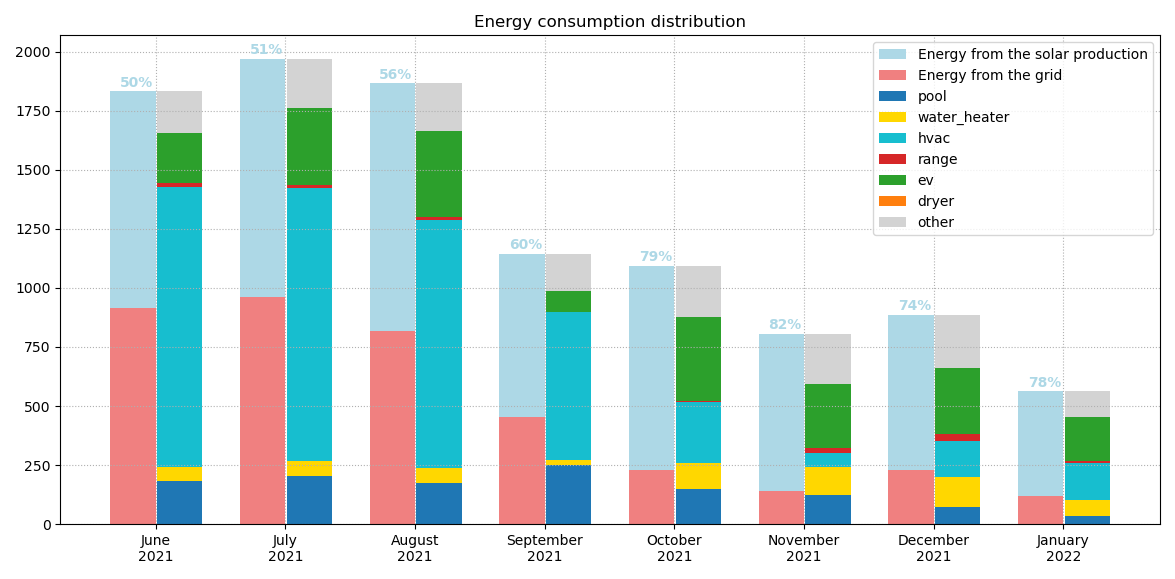 Energy consumption distribution
2000
1750
1500
1250
1000
750
500
250
0
50%
51%
56%
60%
79%
82%
74%
78%
Energy from the solar production
Energy from the grid
pool
water_heater
hvac
range
ev
dryer
other
June
2021
July
2021
August
2021
September
2021
October
2021
November
2021
December
2021
January
2022